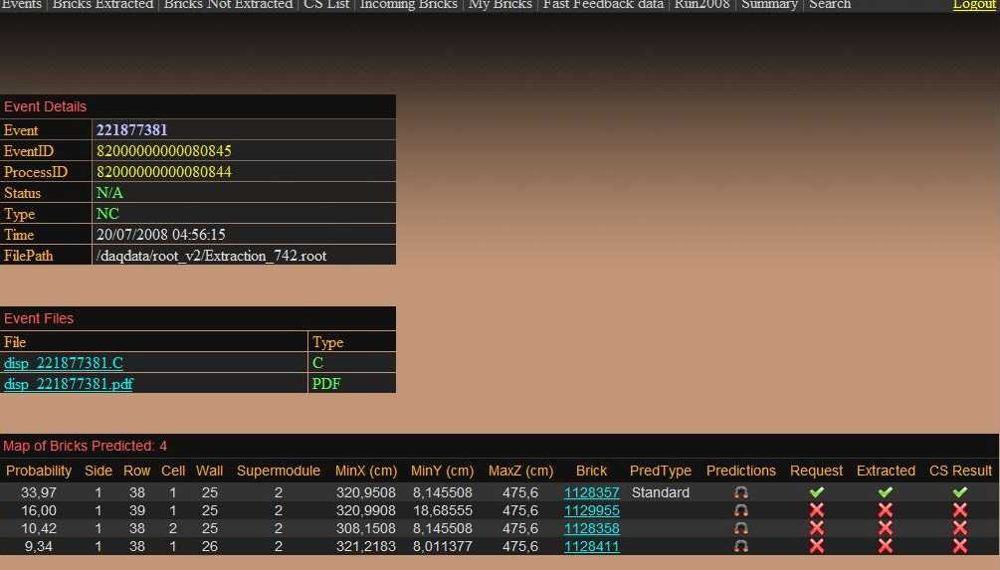 Events | Bricks Extracted | Bricks Not Extracted | CS List | Incoming Bricks | My Bricks | Fast Feedback data | Run2008 | Summary | Search Logout
Event Details
Event 221877381
EventID 82000000000080845
ProcessID 82000000000080844
Status N/A
Type NC
Time 20/07/2008 04:56:15
FilePath /daqdata/root_v2/Extraction_742.root
Event Files
File Type
disp_221877381.C C
disp_221877381.pdf PDF
Map of Bricks Predicted: 4
Probability Side Row Cell Wall Supermodule MinX (cm) MinY (cm) MaxZ (cm) Brick PredType Predictions Request Extracted CS Result
33,97 1 38 1 25 2 320,9508 8,145508 475,6 1128357 Standard
16,00 1 39 1 25 2 320,9908 18,68555 475,6 1129955
10,42 1 38 2 25 2 308,1508 8,145508 475,6 1128358
9,34 1 38 1 26 2 321,2183 8,011377 475,6 1128411